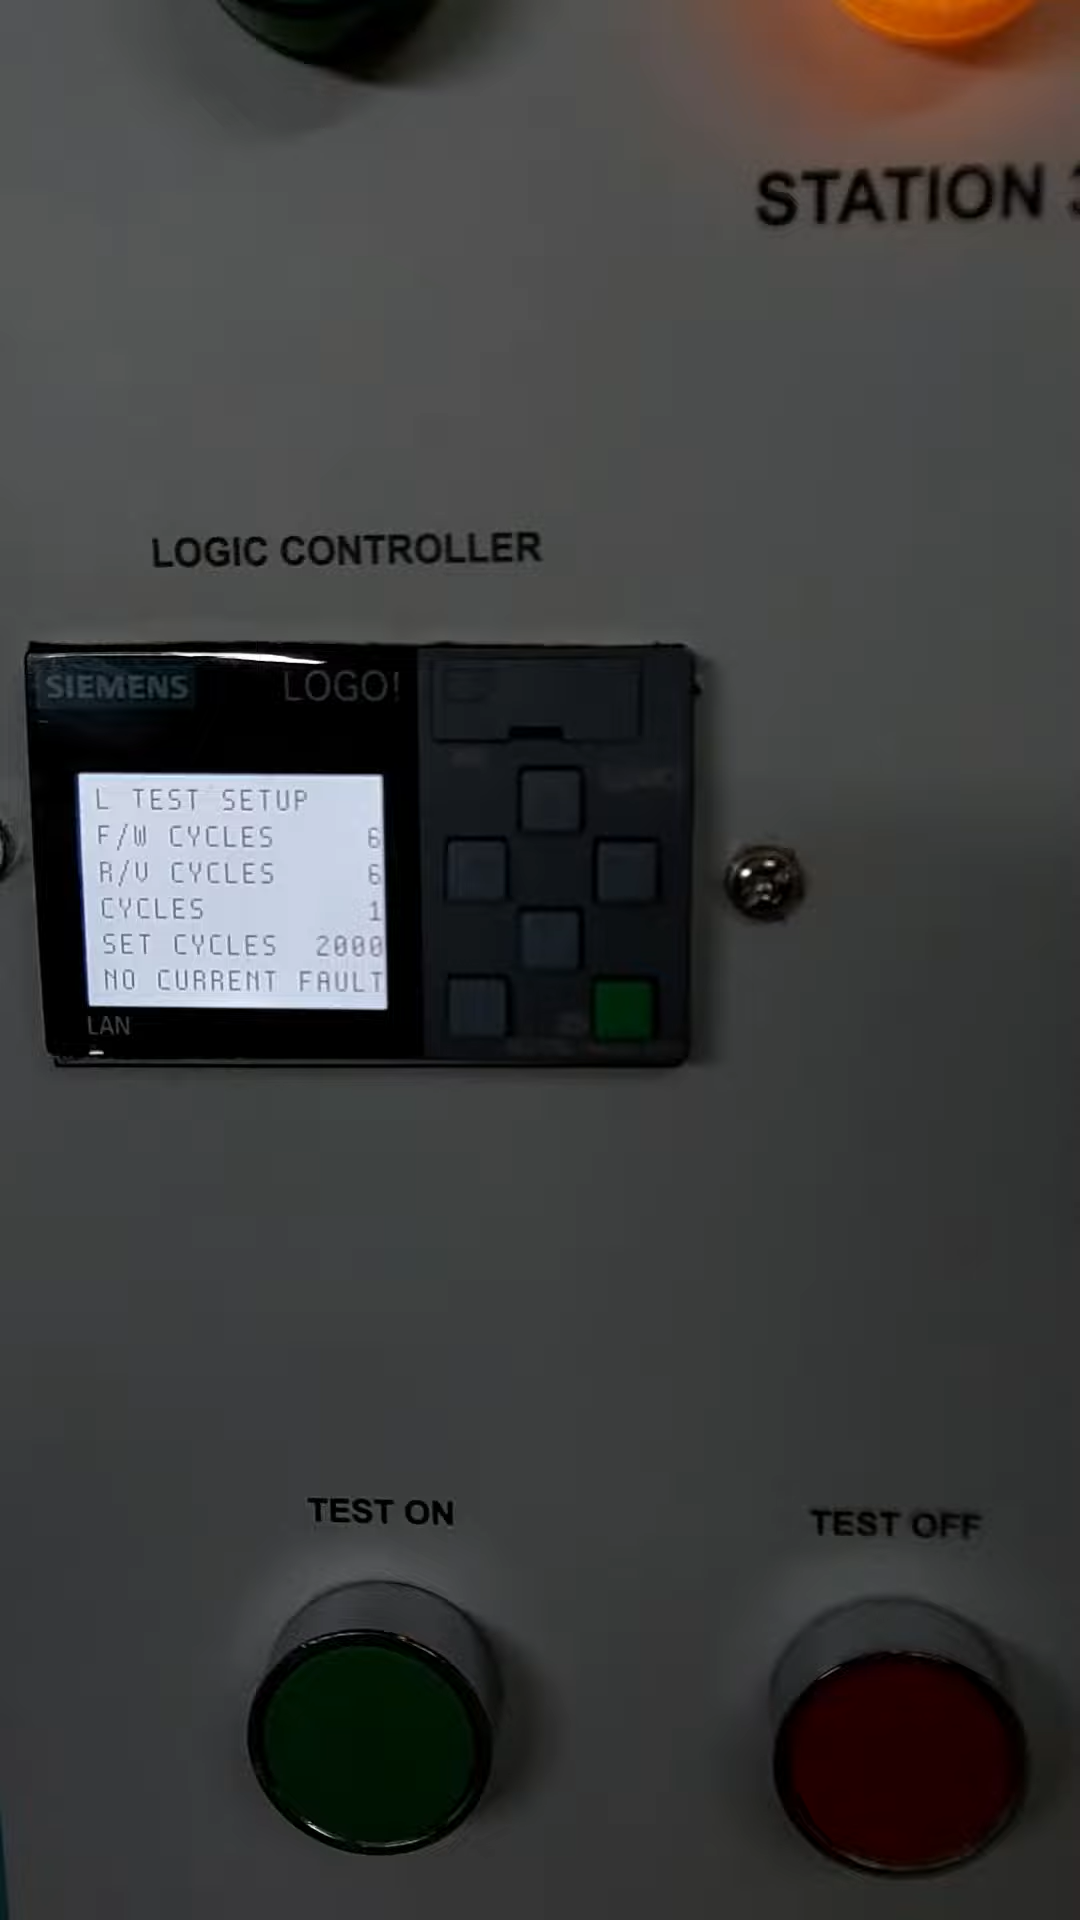 STATION 3
LOGIC CONTROLLER
SIEMENS LOGO!
L TEST SETUP
F/W CYCLES 6
R/V CYCLES 6
CYCLES 1
SET CYCLES 2000
NO CURRENT FAULT
LAN
TEST ON
TEST OFF